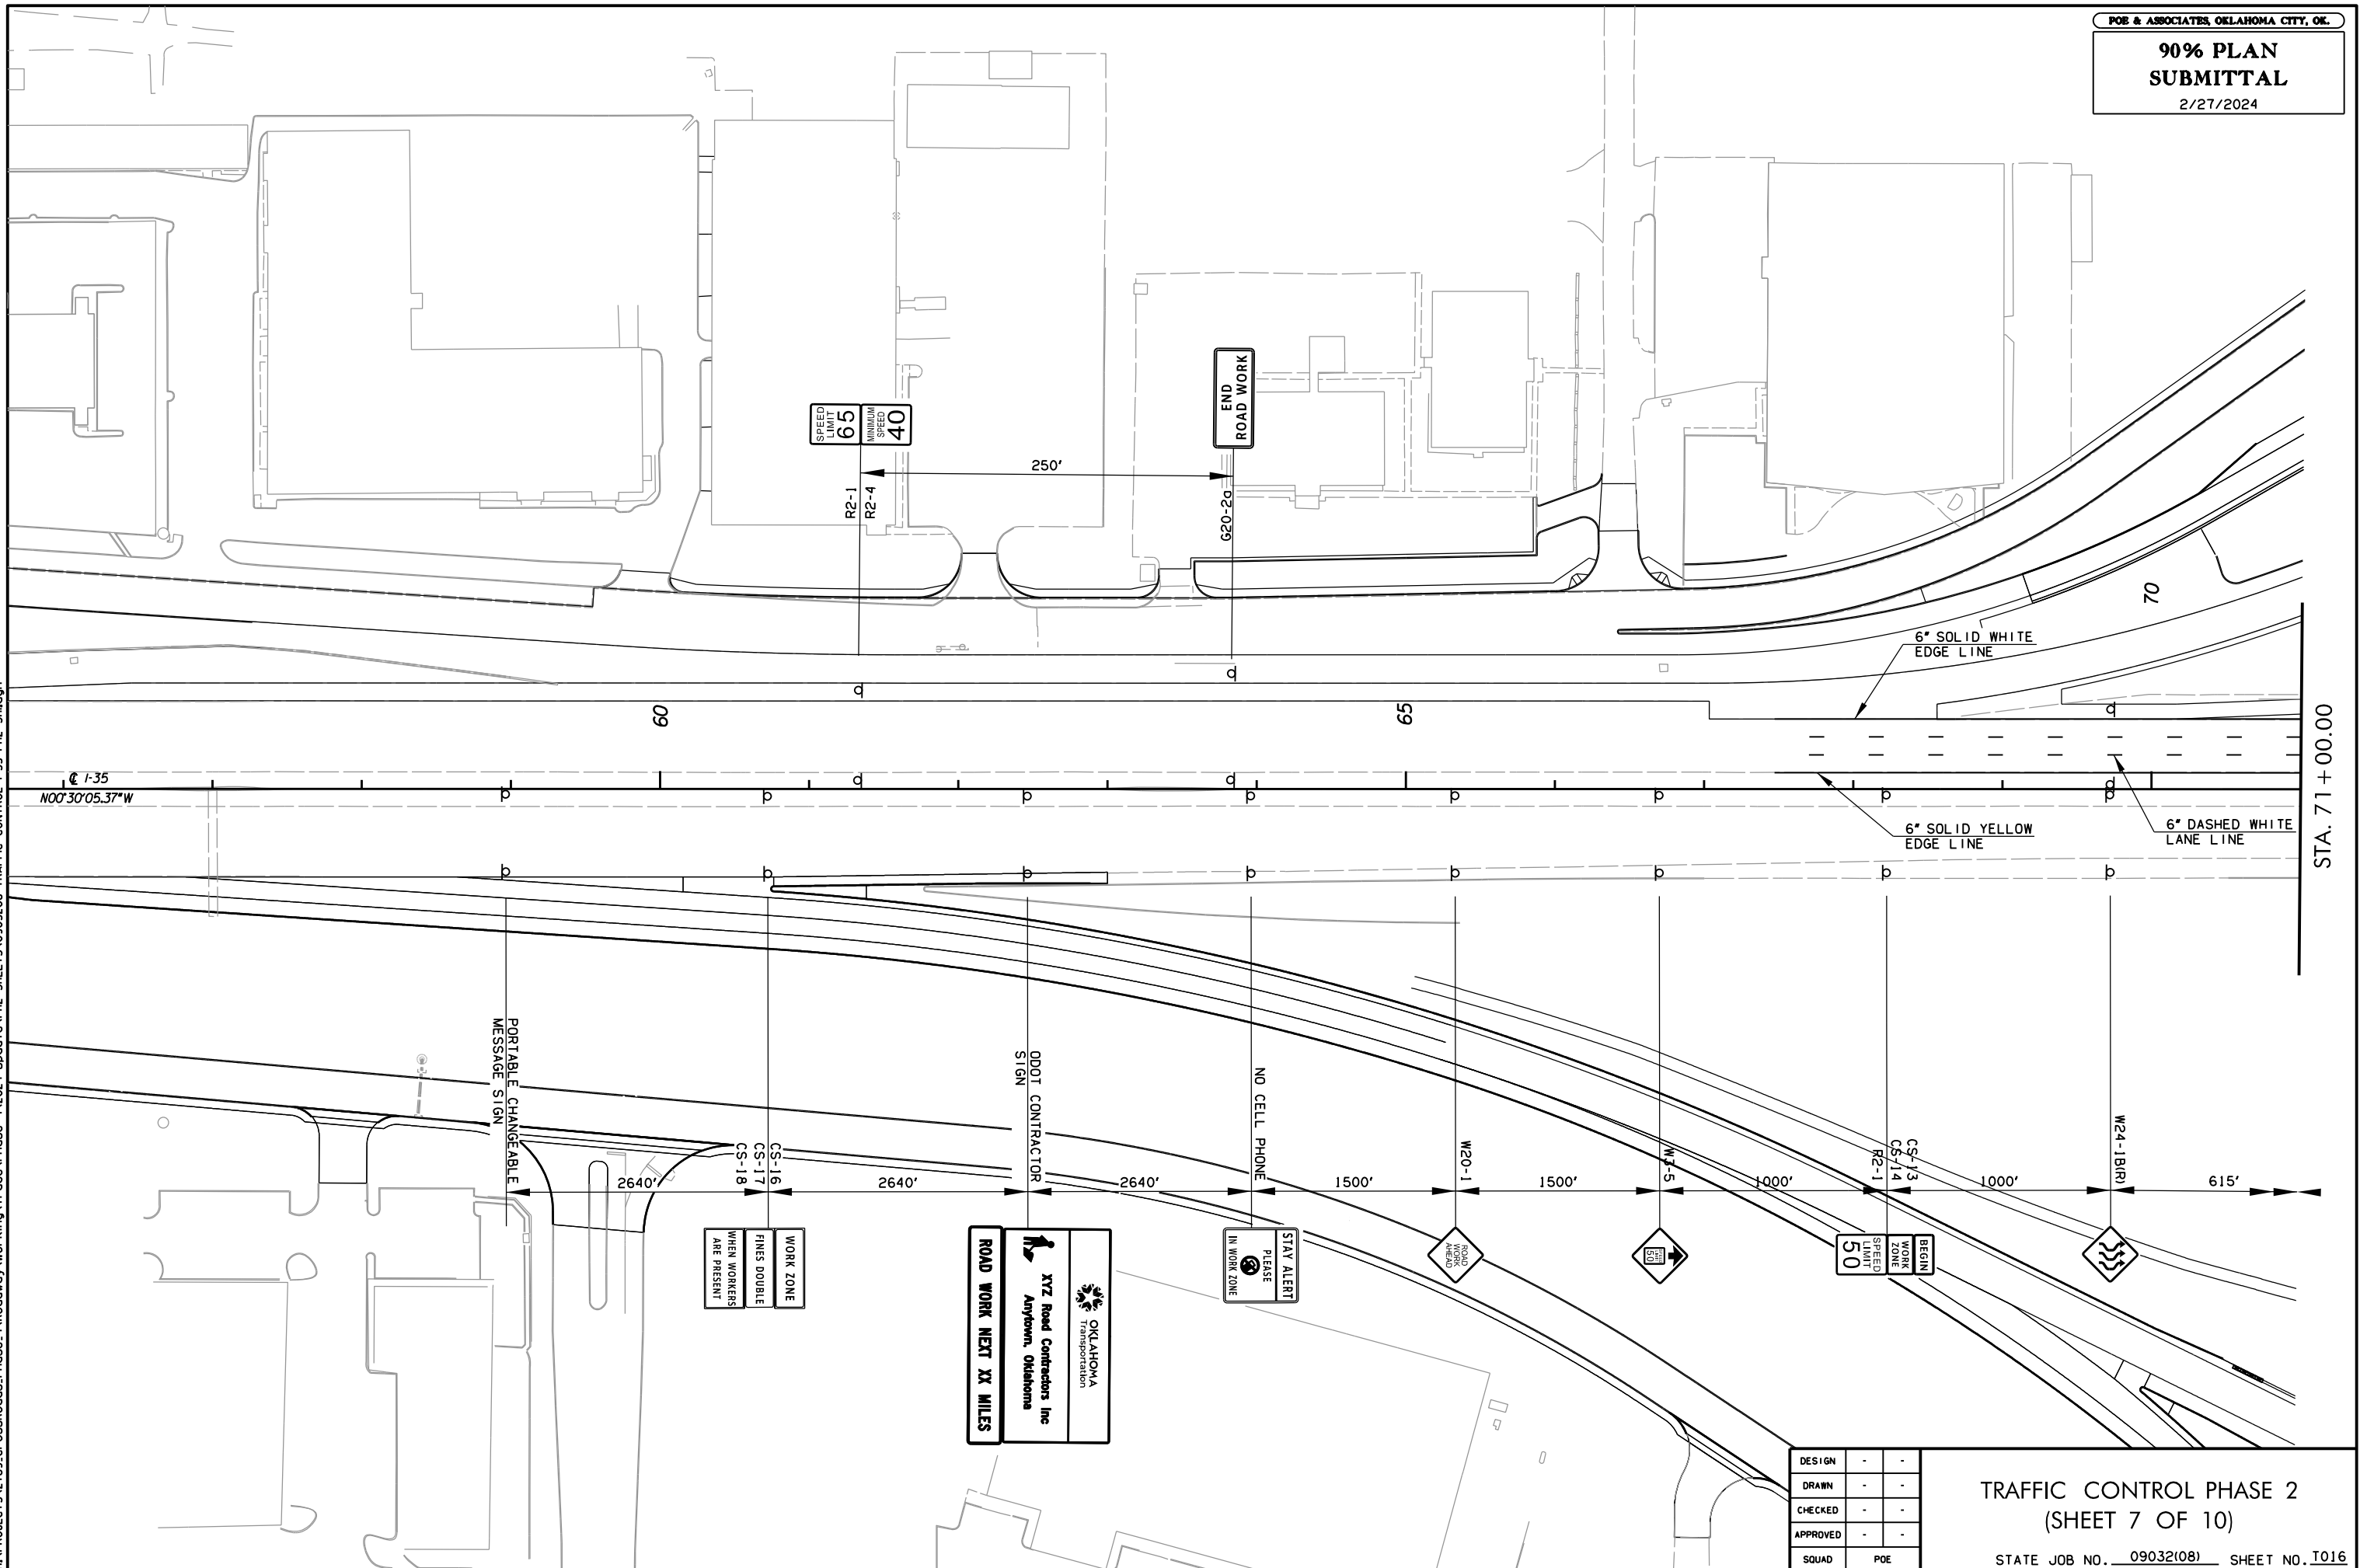 POE & ASSOCIATES, OKLAHOMA CITY, OK.
90% PLAN
SUBMITTAL
2/27/2024
SPEED
LIMIT
65
MINIMUM
SPEED
40
END
ROAD WORK
250'
R2-1
R2-4
G20-2a
70
6" SOLID WHITE
EDGE LINE
60
65
℄ I-35
N00°30'05.37"W
6" SOLID YELLOW
EDGE LINE
6" DASHED WHITE
LANE LINE
STA. 71+00.00
PORTABLE CHANGEABLE
MESSAGE SIGN
CS-16
CS-17
CS-18
ODOT CONTRACTOR
SIGN
NO CELL PHONE
W20-1
W3-5
CS-13
CS-14
R2-1
W24-1B(R)
2640'
2640'
2640'
1500'
1500'
1000'
1000'
615'
WORK ZONE
FINES DOUBLE
WHEN WORKERS
ARE PRESENT
OKLAHOMA
Transportation
XYZ Road Contractors Inc
Anytown, Oklahoma
ROAD WORK NEXT XX MILES
STAY ALERT
PLEASE
IN WORK ZONE
ROAD
WORK
AHEAD
50
BEGIN
WORK
ZONE
SPEED
LIMIT
50
DESIGN - -
DRAWN - -
CHECKED - -
APPROVED - -
SQUAD POE
TRAFFIC CONTROL PHASE 2
(SHEET 7 OF 10)
STATE JOB NO. 09032(08) SHEET NO. T016